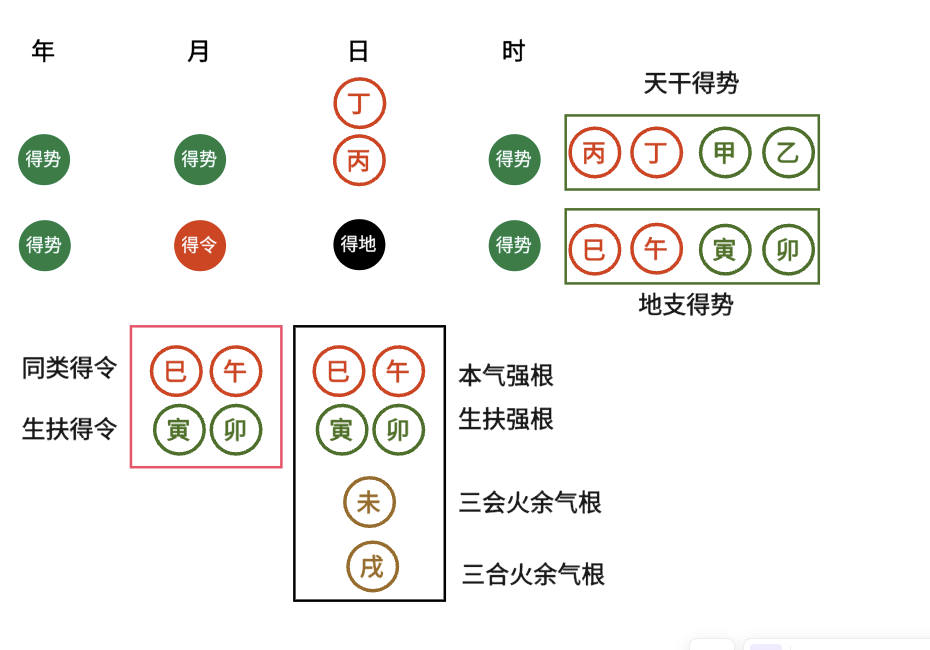 年 月 日 时
天干得势
丁
得势 得势 丙 得势 丙 丁 甲 乙
得势 得令 得地 得势 巳 午 寅 卯
地支得势
同类得令 巳 午 巳 午 本气强根
生扶得令 寅 卯 寅 卯 生扶强根
未 三会火余气根
戌 三合火余气根